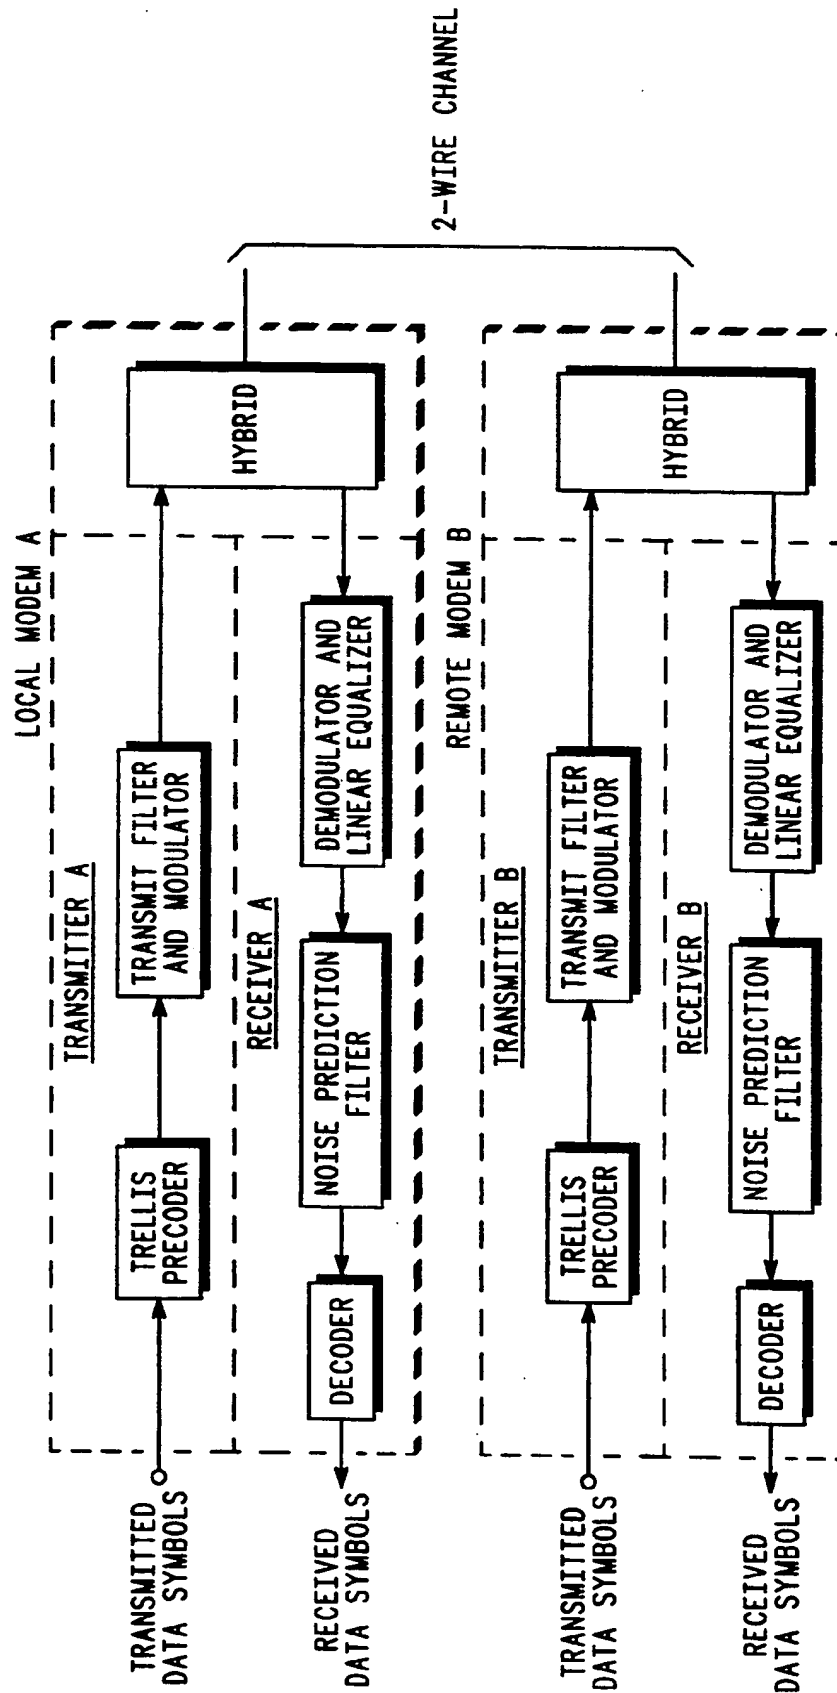 LOCAL MODEM A
TRANSMITTER A
TRANSMITTED
DATA SYMBOLS
TRELLIS
PRECODER
TRANSMIT FILTER
AND MODULATOR
HYBRID
RECEIVER A
RECEIVED
DATA SYMBOLS
DECODER
NOISE PREDICTION
FILTER
DEMODULATOR AND
LINEAR EQUALIZER
2-WIRE CHANNEL
REMOTE MODEM B
TRANSMITTER B
TRANSMITTED
DATA SYMBOLS
TRELLIS
PRECODER
TRANSMIT FILTER
AND MODULATOR
HYBRID
RECEIVER B
RECEIVED
DATA SYMBOLS
DECODER
NOISE PREDICTION
FILTER
DEMODULATOR AND
LINEAR EQUALIZER